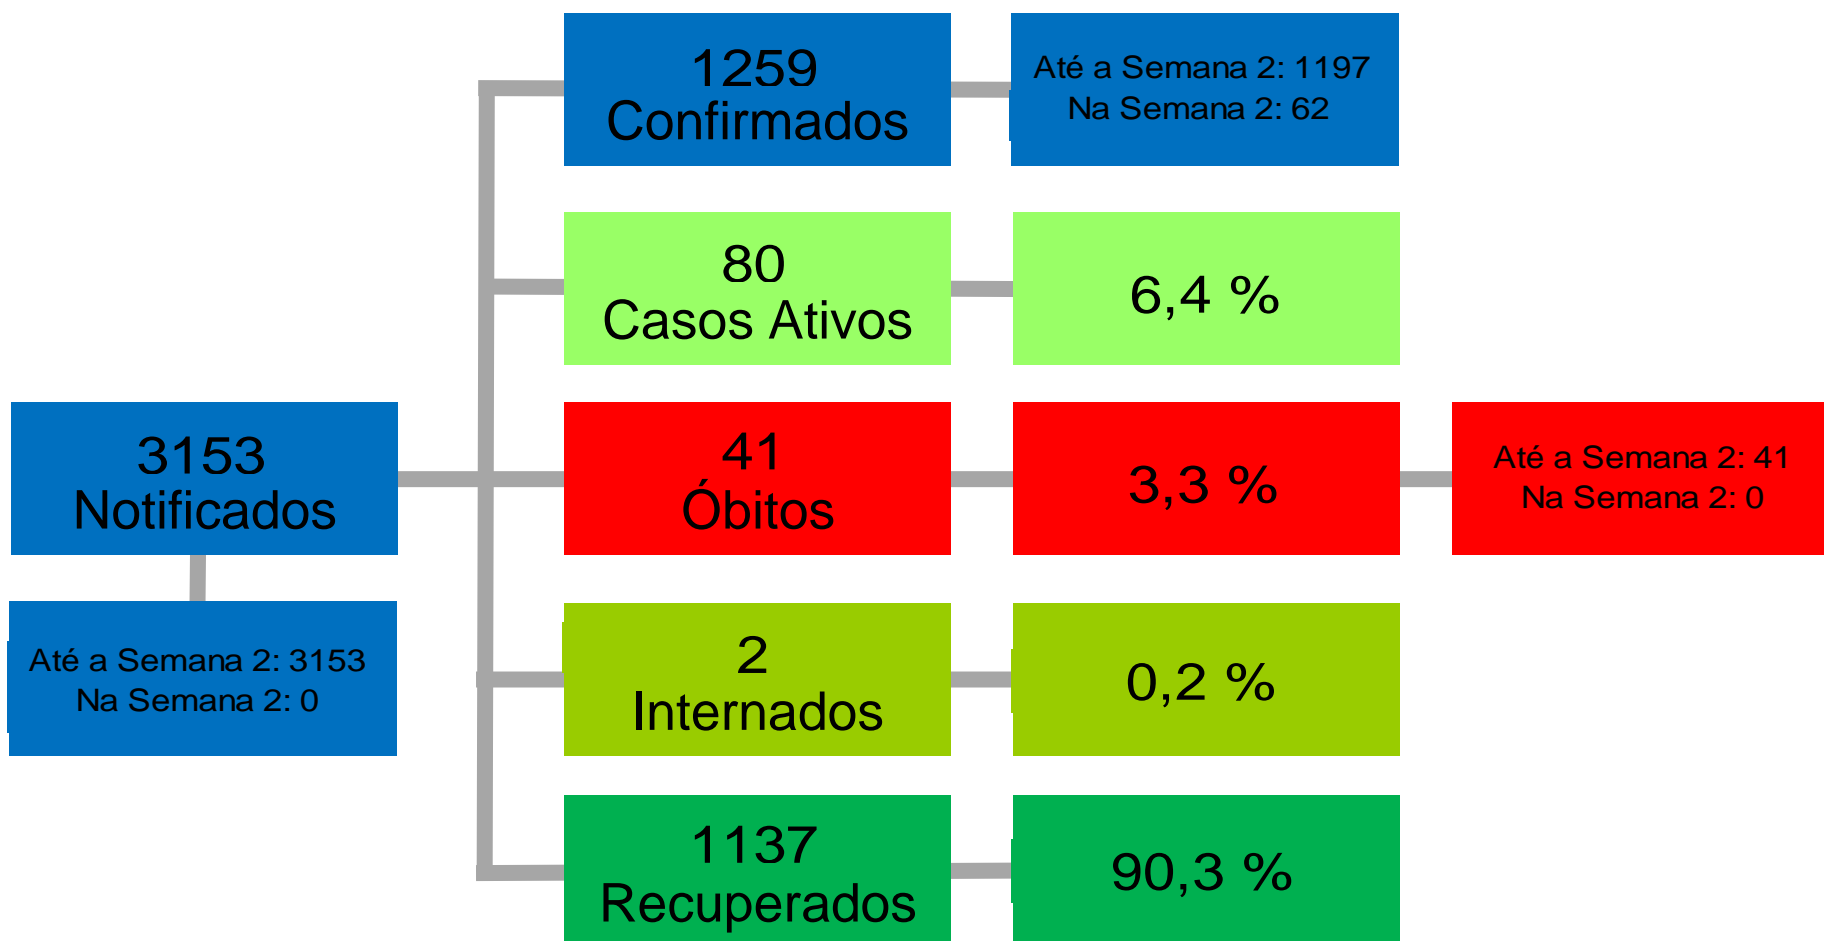 3153
Notificados
Até a Semana 2: 3153
Na Semana 2: 0
1259
Confirmados
Até a Semana 2: 1197
Na Semana 2: 62
80
Casos Ativos
6,4 %
41
Óbitos
3,3 %
Até a Semana 2: 41
Na Semana 2: 0
2
Internados
0,2 %
1137
Recuperados
90,3 %